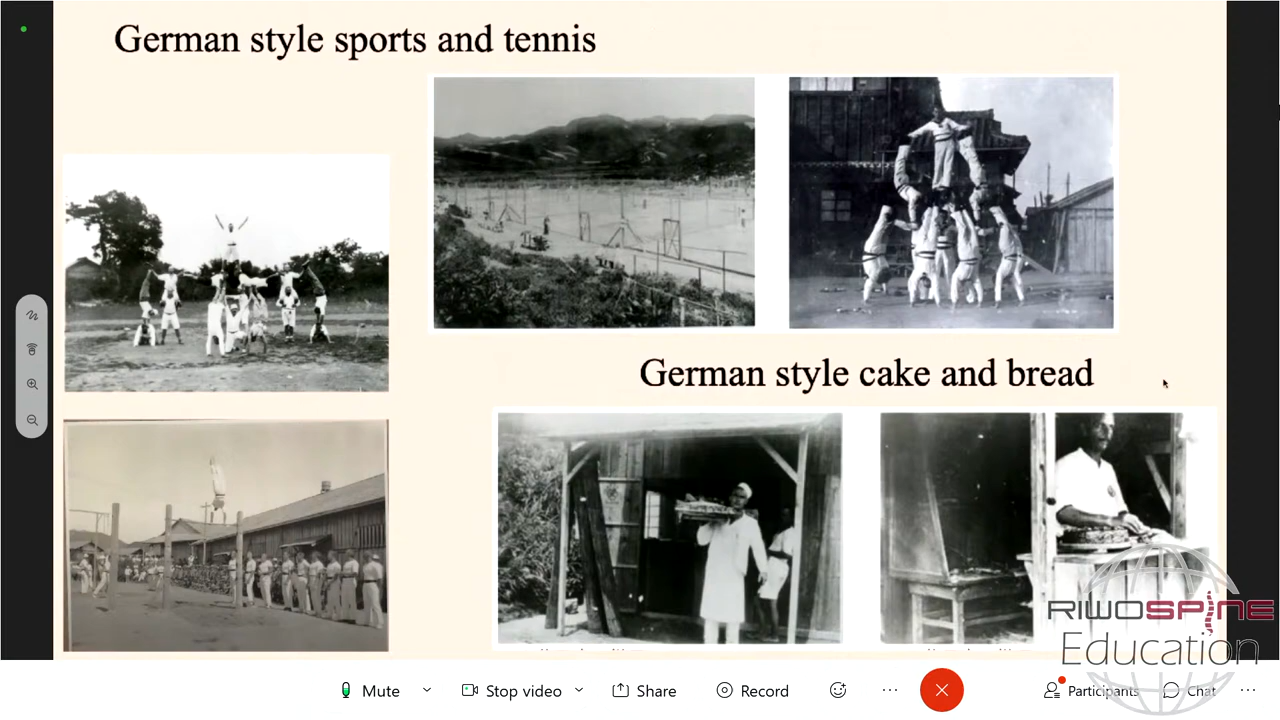 German style sports and tennis
German style cake and bread
RIWOSPINE
Education
Mute
Stop video
Share
Record
Participants
Chat